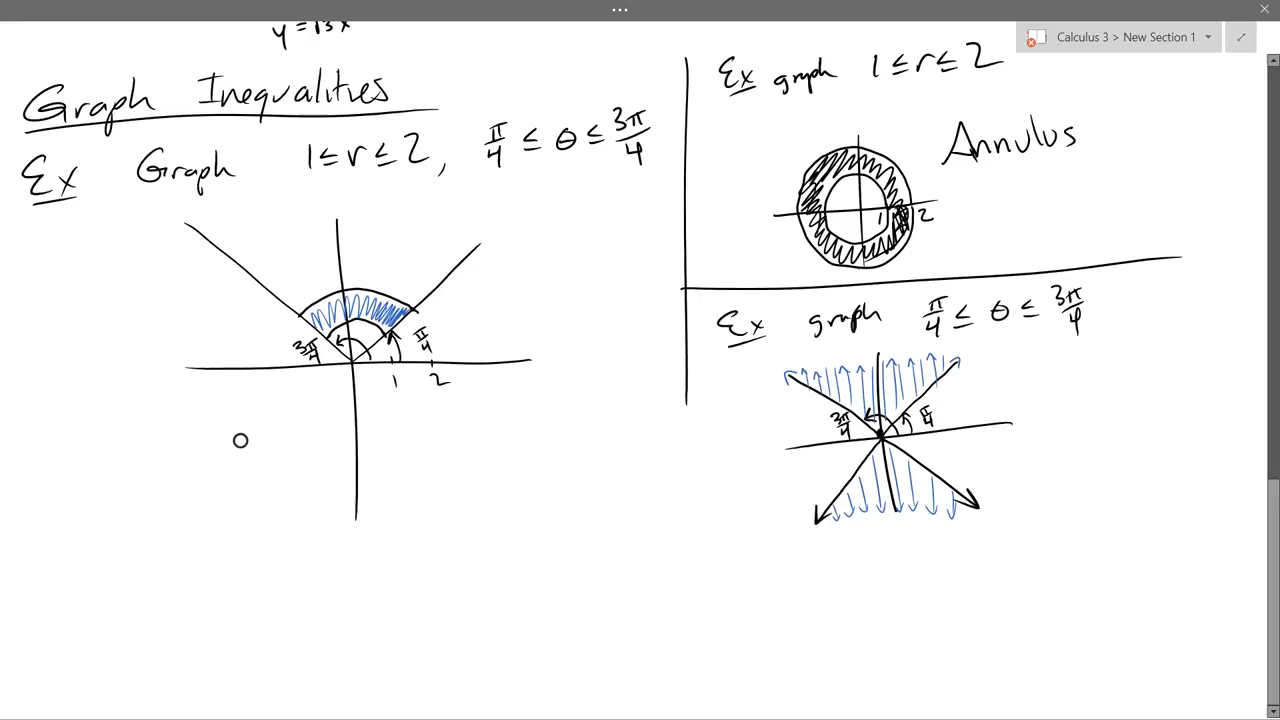 y = √3 x
Graph Inequalities
Ex Graph 1 ≤ r ≤ 2, π/4 ≤ θ ≤ 3π/4
3π/4
π/4
1
2
Calculus 3 > New Section 1
Ex graph 1 ≤ r ≤ 2
Annulus
1
2
Ex graph π/4 ≤ θ ≤ 3π/4
3π/4
π/4